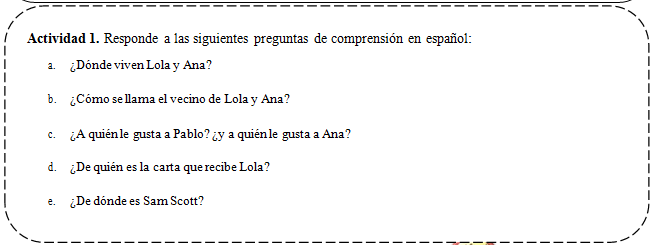 Actividad 1. Responde a las siguientes preguntas de comprensión en español:
a. ¿Dónde viven Lola y Ana?
b. ¿Cómo se llama el vecino de Lola y Ana?
c. ¿A quién le gusta a Pablo? ¿y a quién le gusta a Ana?
d. ¿De quién es la carta que recibe Lola?
e. ¿De dónde es Sam Scott?